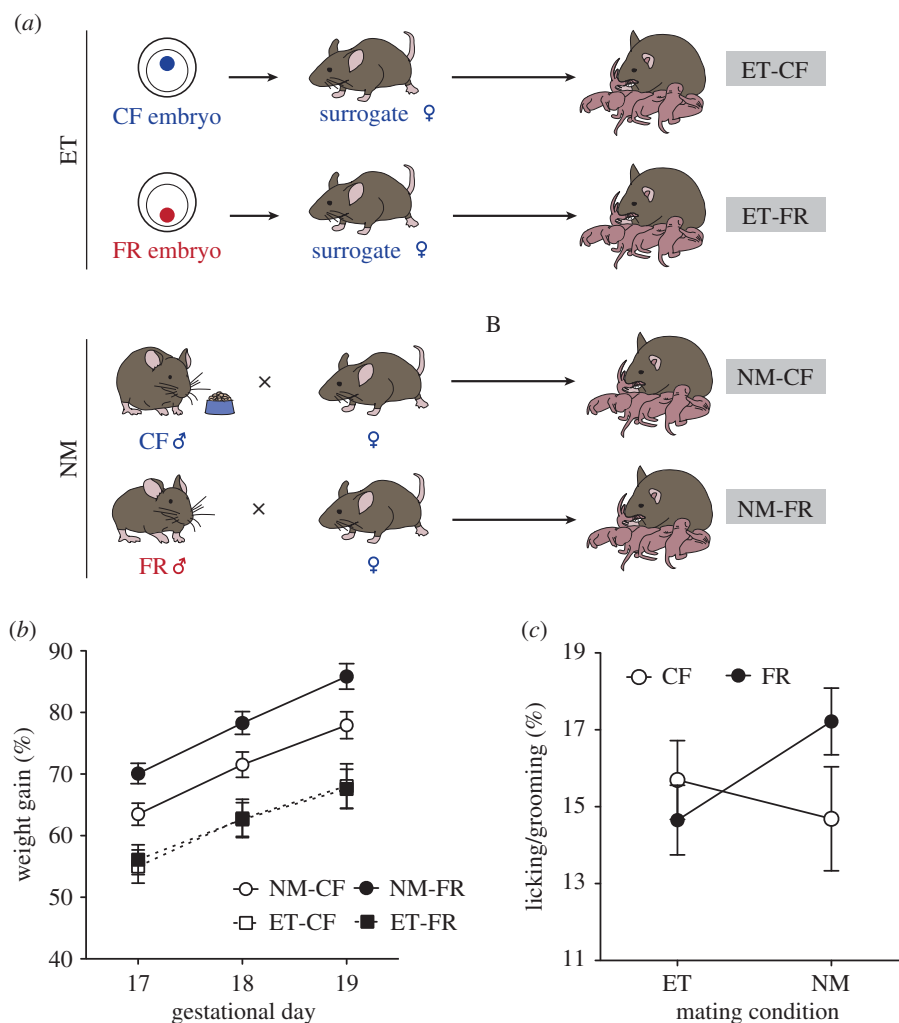 (a)
ET
CF embryo
surrogate ♀
ET-CF
FR embryo
surrogate ♀
ET-FR
B
NM
CF ♂
×
♀
NM-CF
FR ♂
×
♀
NM-FR
(b)
weight gain (%)
90
80
70
60
50
40
NM-CF NM-FR
ET-CF ET-FR
17 18 19
gestational day
(c)
licking/grooming (%)
19
17
15
13
11
CF FR
ET NM
mating condition